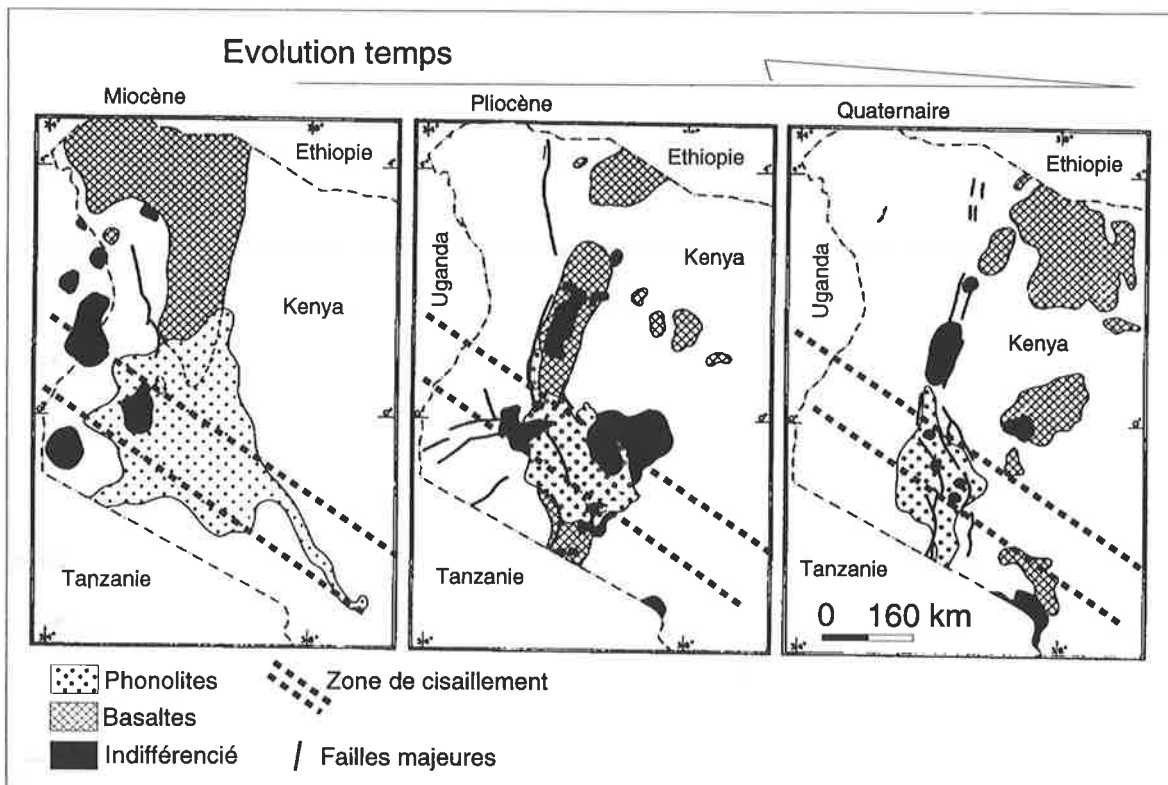 Evolution temps
Miocène
Pliocène
Quaternaire
Ethiopie
Kenya
Tanzanie
Ethiopie
Uganda
Kenya
Tanzanie
Ethiopie
Uganda
Kenya
Tanzanie
0 160 km
Phonolites
Zone de cisaillement
Basaltes
Indifférencié
Failles majeures